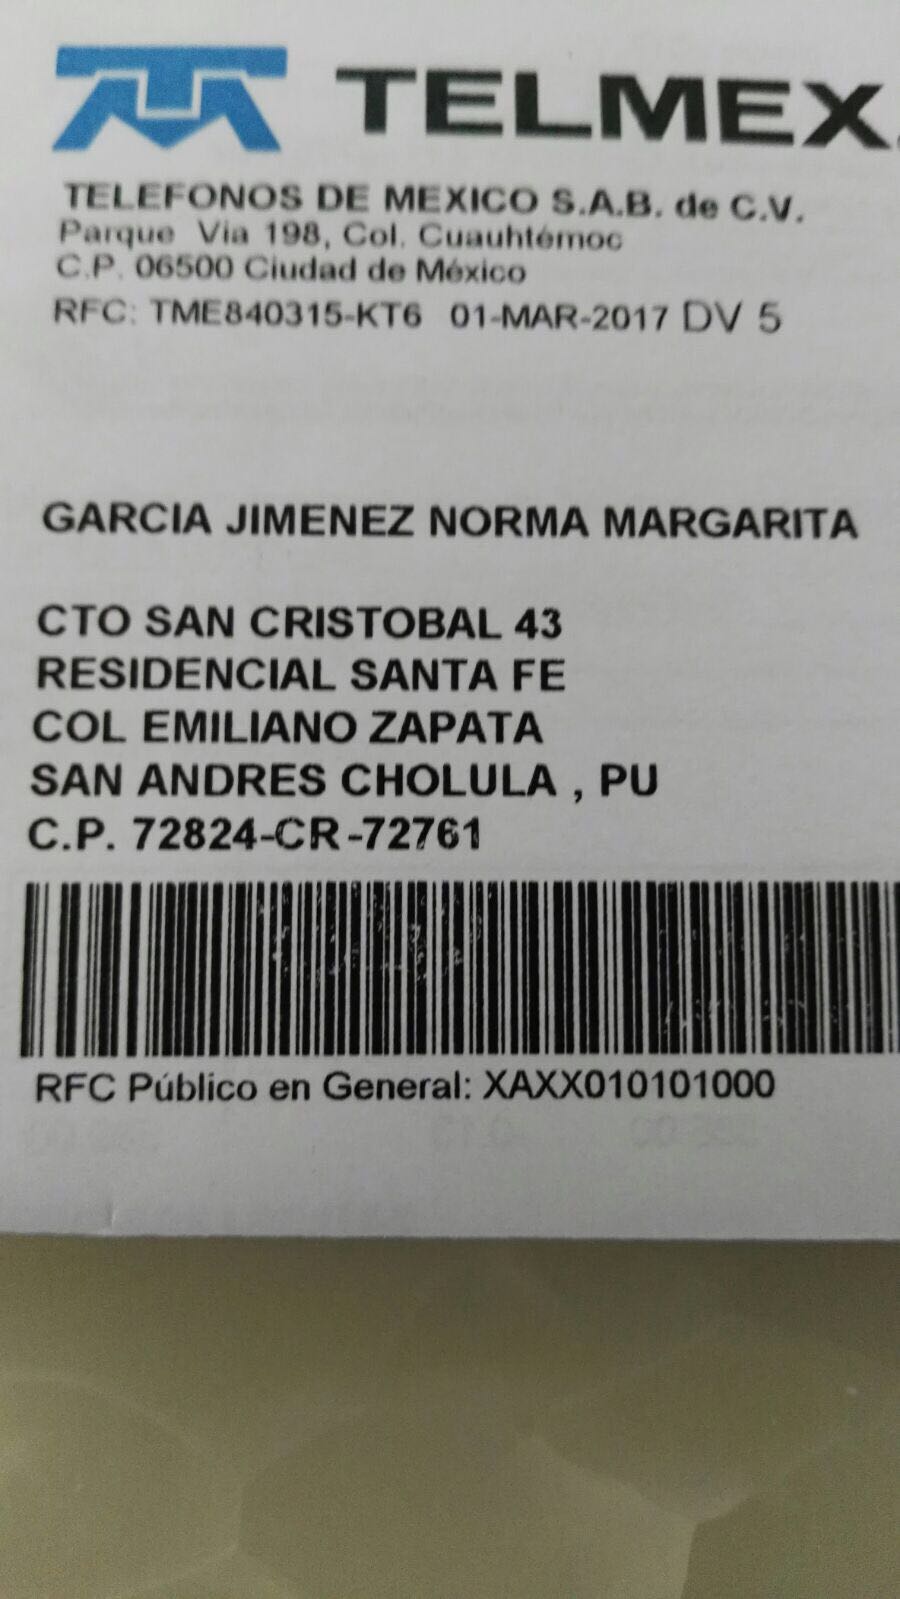 TELMEX.
TELEFONOS DE MEXICO S.A.B. de C.V.
Parque Via 198, Col. Cuauhtémoc
C.P. 06500 Ciudad de México
RFC: TME840315-KT6 01-MAR-2017 DV 5
GARCIA JIMENEZ NORMA MARGARITA
CTO SAN CRISTOBAL 43
RESIDENCIAL SANTA FE
COL EMILIANO ZAPATA
SAN ANDRES CHOLULA , PU
C.P. 72824-CR-72761
RFC Público en General: XAXX010101000